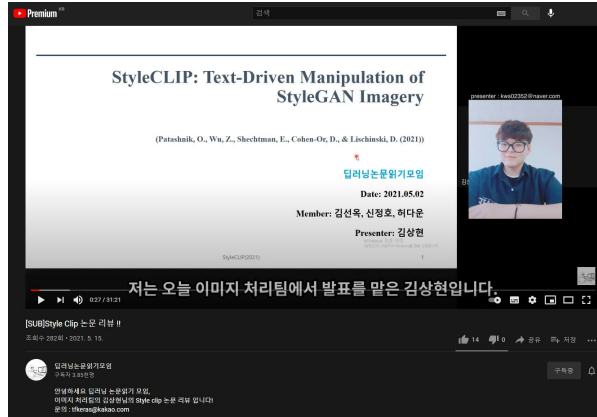 Premium KR
검색
StyleCLIP: Text-Driven Manipulation of
StyleGAN Imagery
presenter : kwa02352@naver.com
(Patashnik, O., Wu, Z., Shechtman, E., Cohen-Or, D., & Lischinski, D. (2021))
딥러닝논문읽기모임
Date: 2021.05.02
Member: 김선옥, 신정호, 허다운
Presenter: 김상현
StyleCLIP(2021)
1
저는 오늘 이미지 처리팀에서 발표를 맡은 김상현입니다.
0:27 / 31:21
[SUB]Style Clip 논문 리뷰 !!
조회수 282회 • 2021. 5. 15.
14
0
공유
저장
딥러닝논문읽기모임
구독자 3.85천명
구독중
안녕하세요 딥러닝 논문읽기 모임,
이미지 처리팀의 김상현님의 Style clip 논문 리뷰 입니다!
문의 : tfkeras@kakao.com